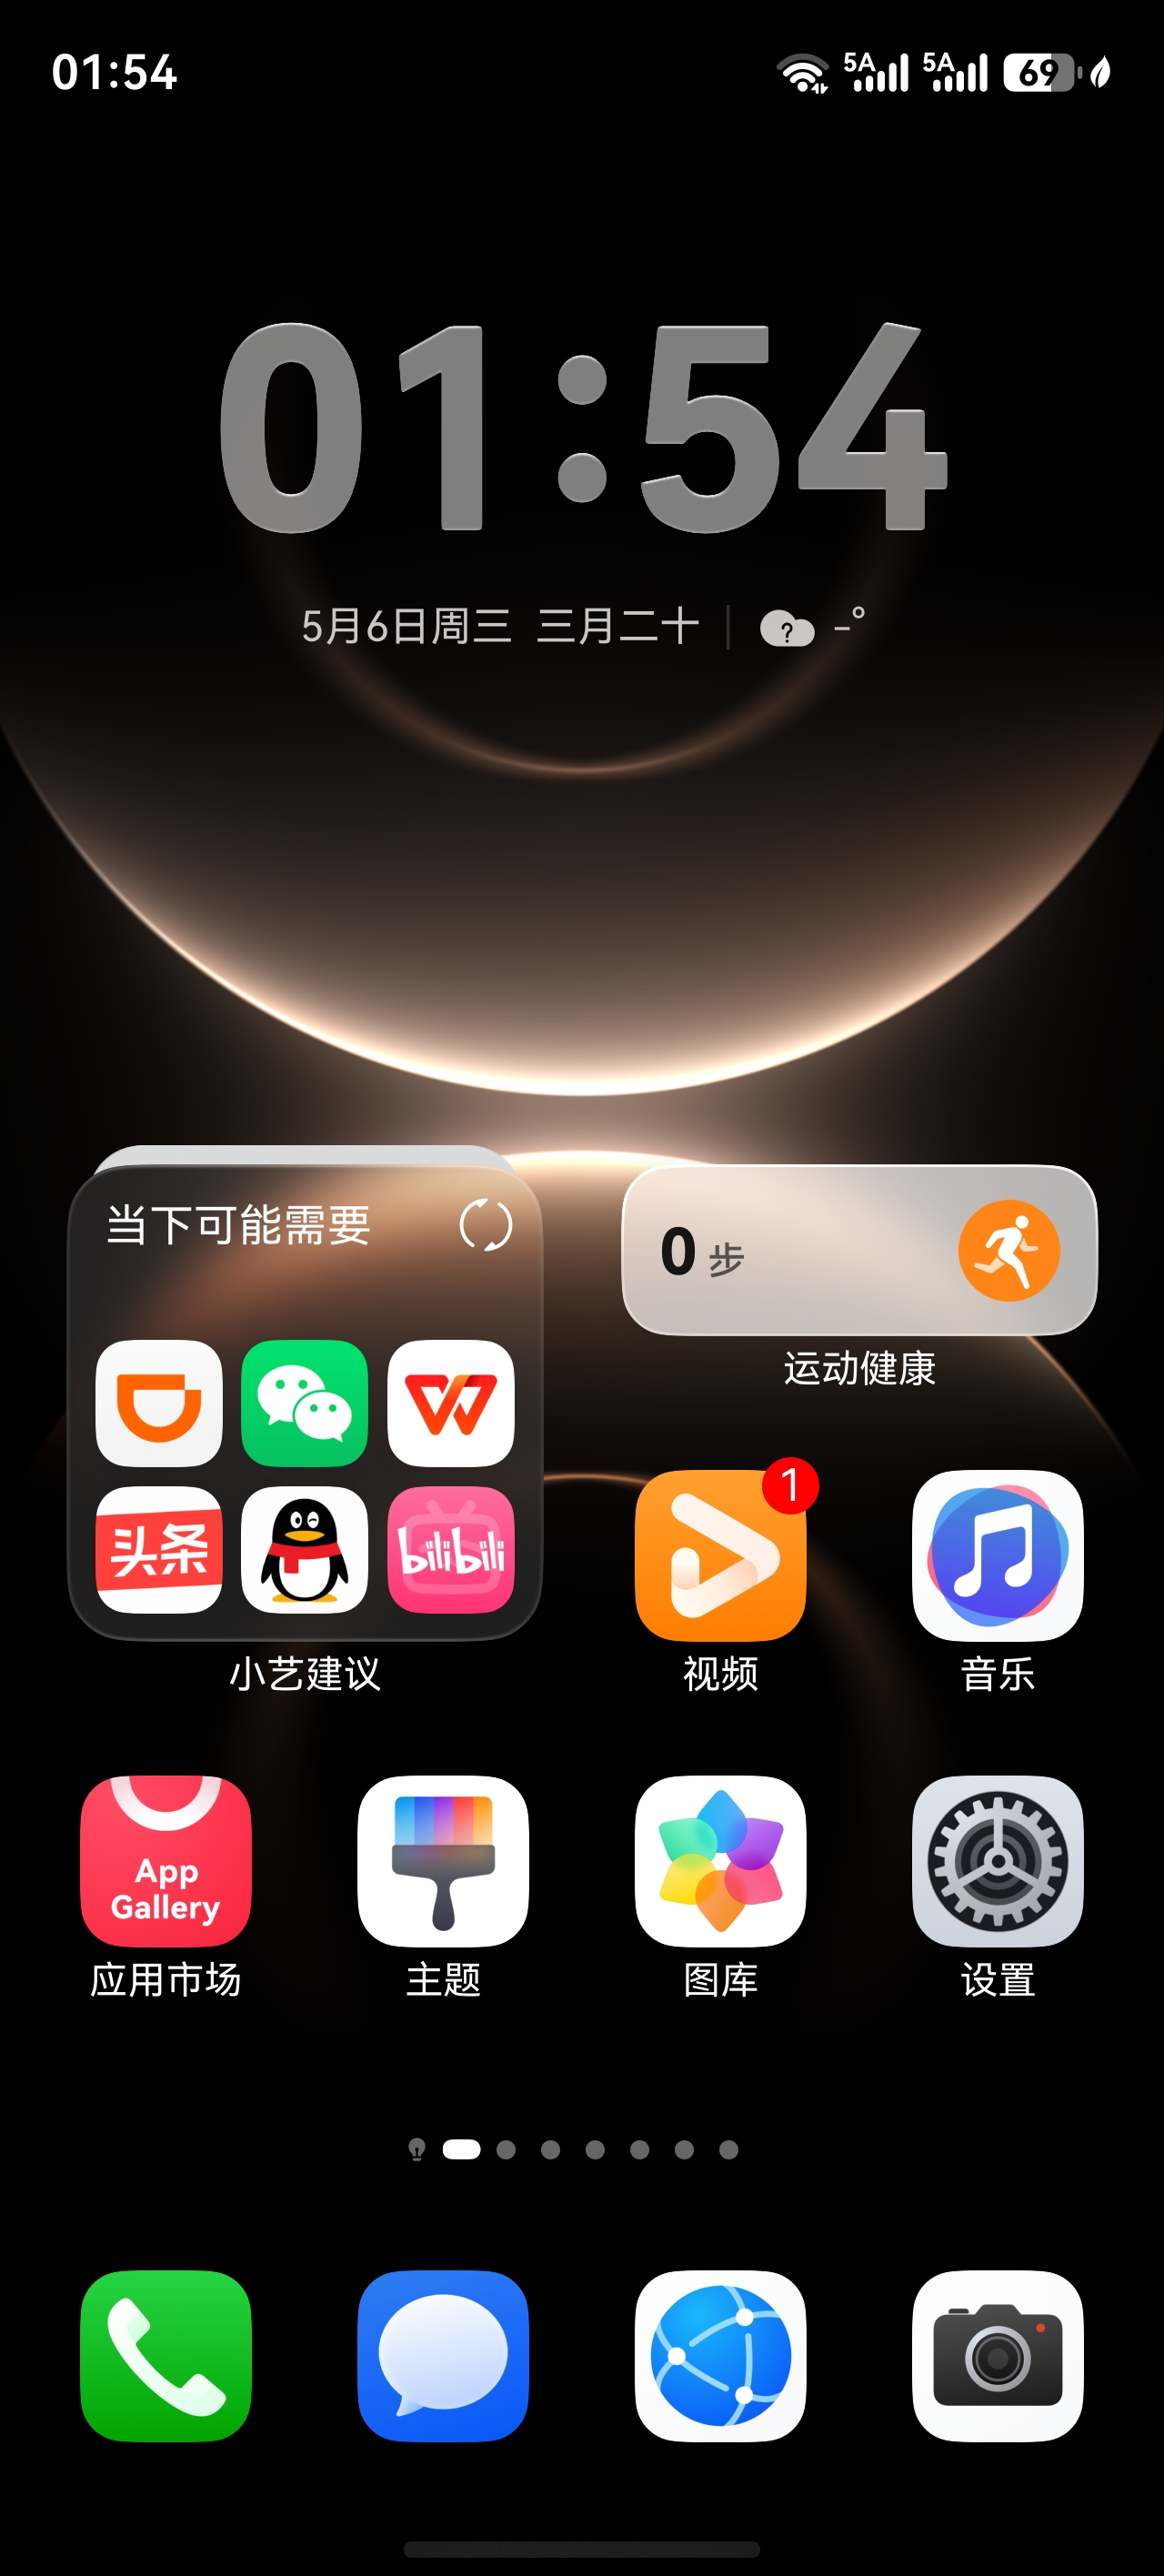 01:54
5A 5A 69
01:54
5月6日周三 三月二十 ? -°
当下可能需要
0 步
运动健康
1
头条 bilibili
小艺建议 视频 音乐
App
Gallery
应用市场 主题 图库 设置